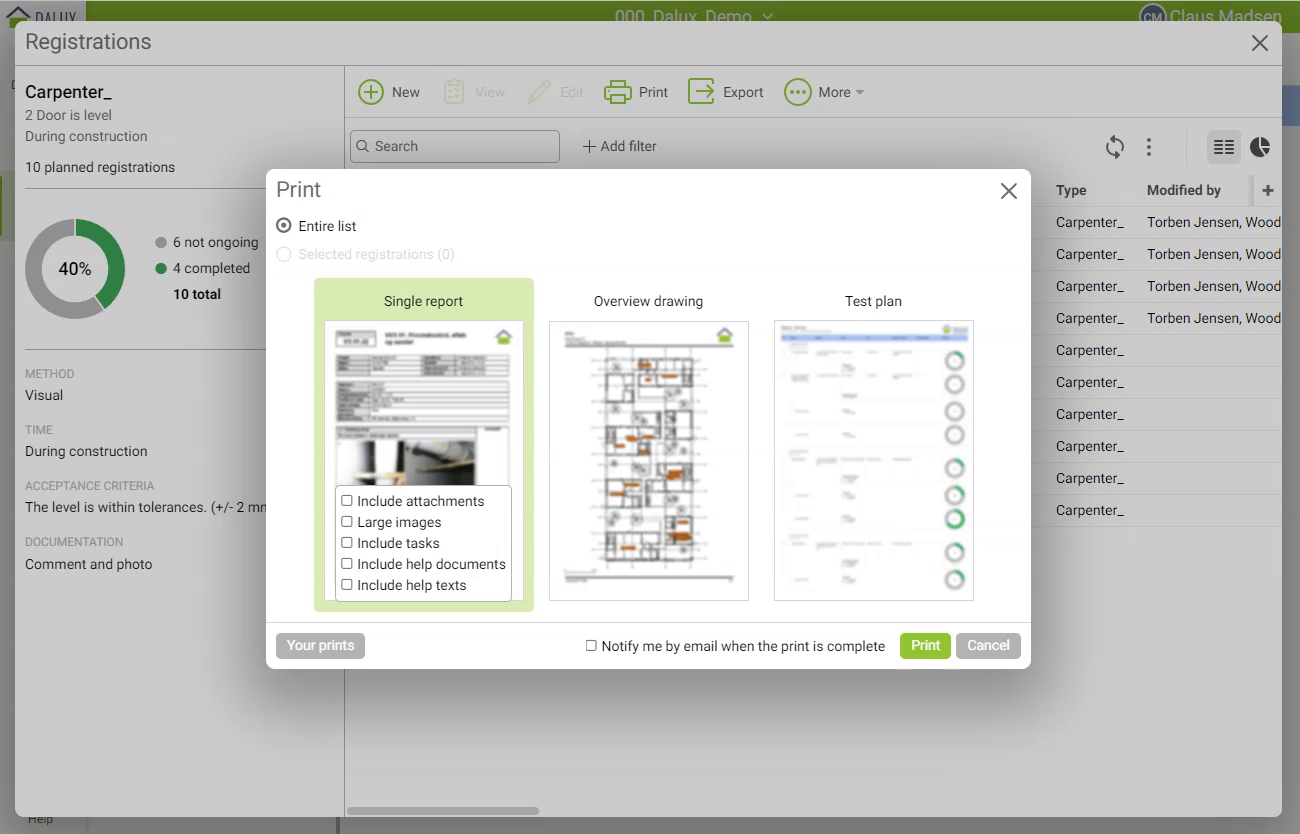 DALUX
000_Dalux_Demo
CM Claus Madsen
Registrations
Carpenter_
2 Door is level
During construction
10 planned registrations
40%
6 not ongoing
4 completed
10 total
METHOD
Visual
TIME
During construction
ACCEPTANCE CRITERIA
The level is within tolerances. (+/- 2 mn
DOCUMENTATION
Comment and photo
New
View
Edit
Print
Export
More
Search
Add filter
Type Modified by
Carpenter_ Torben Jensen, Wood
Carpenter_ Torben Jensen, Wood
Carpenter_ Torben Jensen, Wood
Carpenter_ Torben Jensen, Wood
Carpenter_
Carpenter_
Carpenter_
Carpenter_
Carpenter_
Carpenter_
Print
Entire list
Selected registrations (0)
Single report
Overview drawing
Test plan
Include attachments
Large images
Include tasks
Include help documents
Include help texts
Your prints
Notify me by email when the print is complete
Print
Cancel
Help